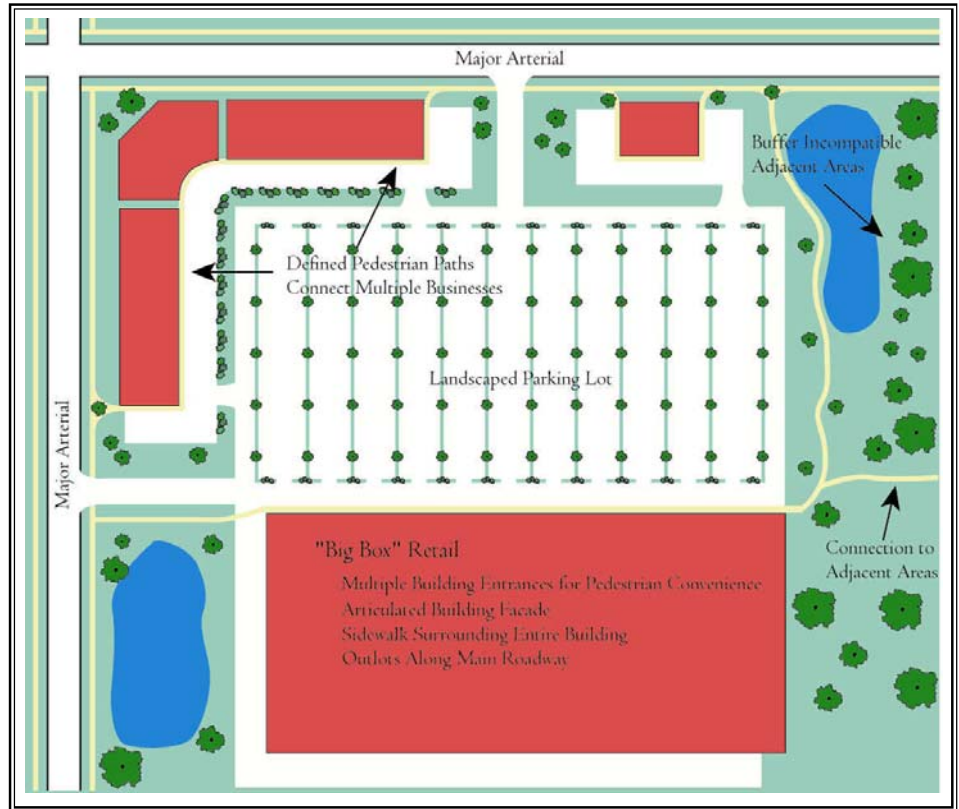 Major Arterial
Buffer Incompatible
Adjacent Areas
Defined Pedestrian Paths
Connect Multiple Businesses
Landscaped Parking Lot
Major Arterial
"Big Box" Retail
Multiple Building Entrances for Pedestrian Convenience
Articulated Building Facade
Sidewalk Surrounding Entire Building
Outlots Along Main Roadway
Connection to
Adjacent Areas